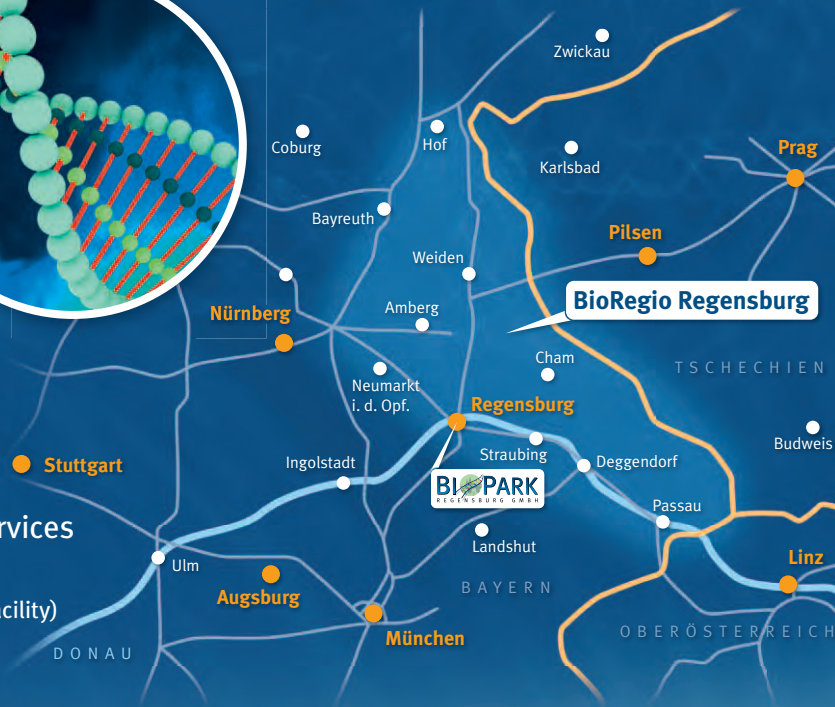 Zwickau
Coburg
Hof
Prag
Karlsbad
Bayreuth
Pilsen
Weiden
BioRegio Regensburg
Nürnberg
Amberg
Cham
TSCHECHIEN
Neumarkt
i. d. Opf.
Regensburg
Budweis
Straubing
Stuttgart
Ingolstadt
Deggendorf
BIOPARK
REGENSBURG GMBH
Passau
rvices
Landshut
Ulm
Linz
BAYERN
Augsburg
acility)
OBERÖSTERREICH
München
DONAU